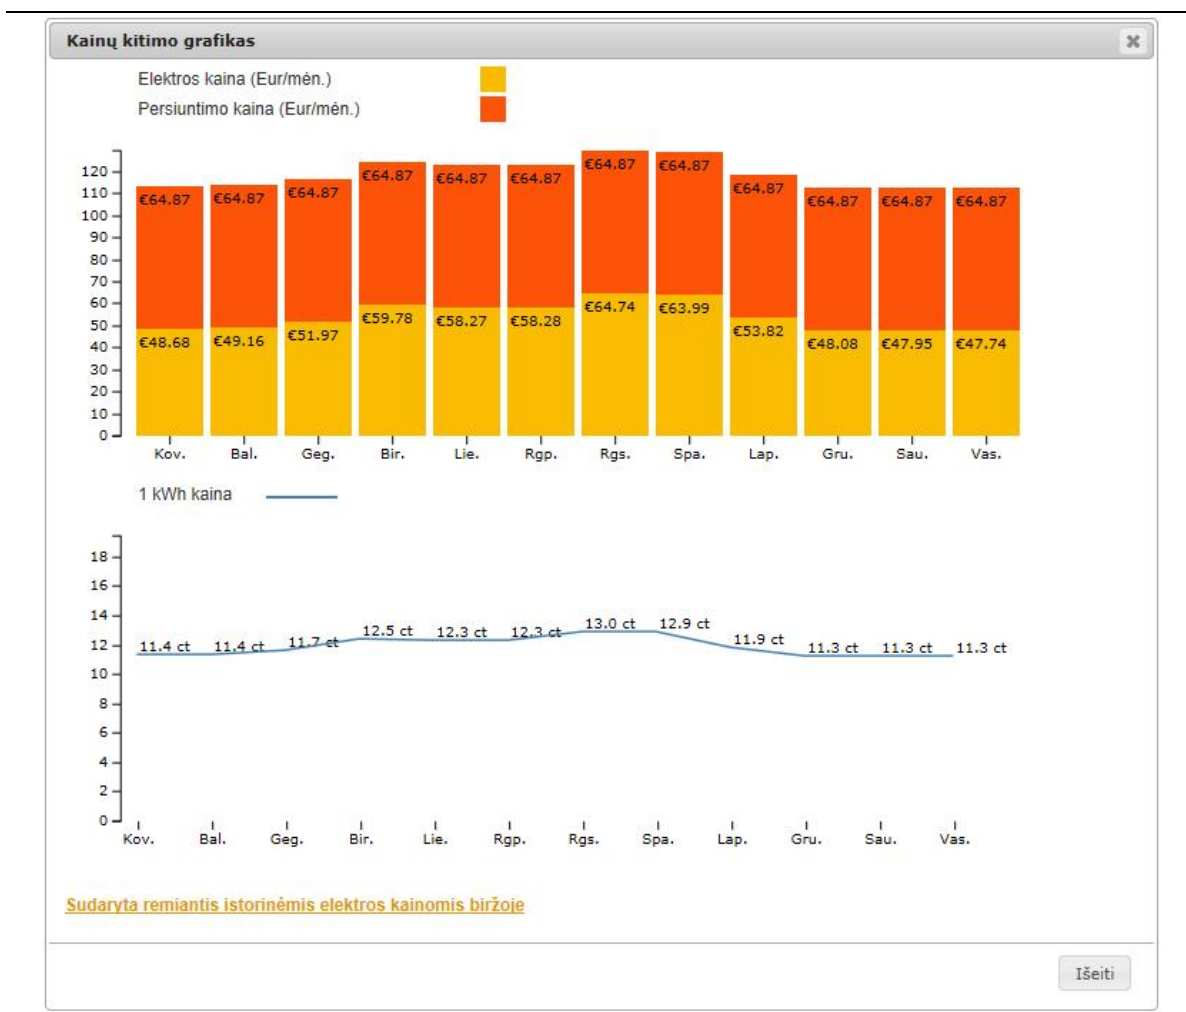 Kainų kitimo grafikas
Elektros kaina (Eur/mėn.)
Persiuntimo kaina (Eur/mėn.)
120
110
100
90
80
70
60
50
40
30
20
10
0
€64.87 €64.87 €64.87 €64.87 €64.87 €64.87 €64.87 €64.87 €64.87 €64.87 €64.87 €64.87
€48.68 €49.16 €51.97 €59.78 €58.27 €58.28 €64.74 €63.99 €53.82 €48.08 €47.95 €47.74
Kov. Bal. Geg. Bir. Lie. Rgp. Rgs. Spa. Lap. Gru. Sau. Vas.
1 kWh kaina
18
16
14
12
10
8
6
4
2
0
11.4 ct 11.4 ct 11.7 ct 12.5 ct 12.3 ct 12.3 ct 13.0 ct 12.9 ct 11.9 ct 11.3 ct 11.3 ct 11.3 ct
Kov. Bal. Geg. Bir. Lie. Rgp. Rgs. Spa. Lap. Gru. Sau. Vas.
Sudaryta remiantis istorinėmis elektros kainomis biržoje
Išeiti